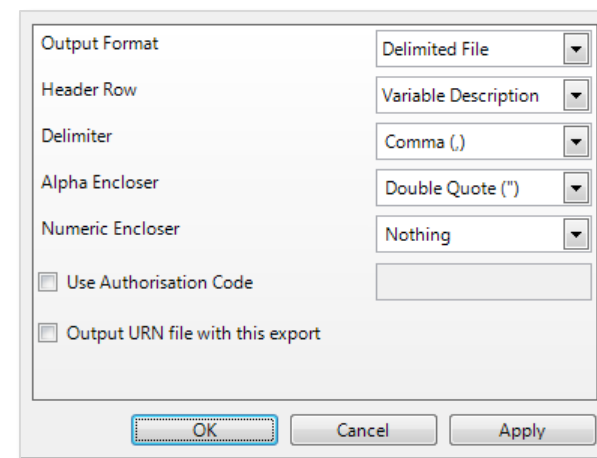 Output Format Delimited File
Header Row Variable Description
Delimiter Comma (,)
Alpha Encloser Double Quote (")
Numeric Encloser Nothing
Use Authorisation Code
Output URN file with this export
OK Cancel Apply